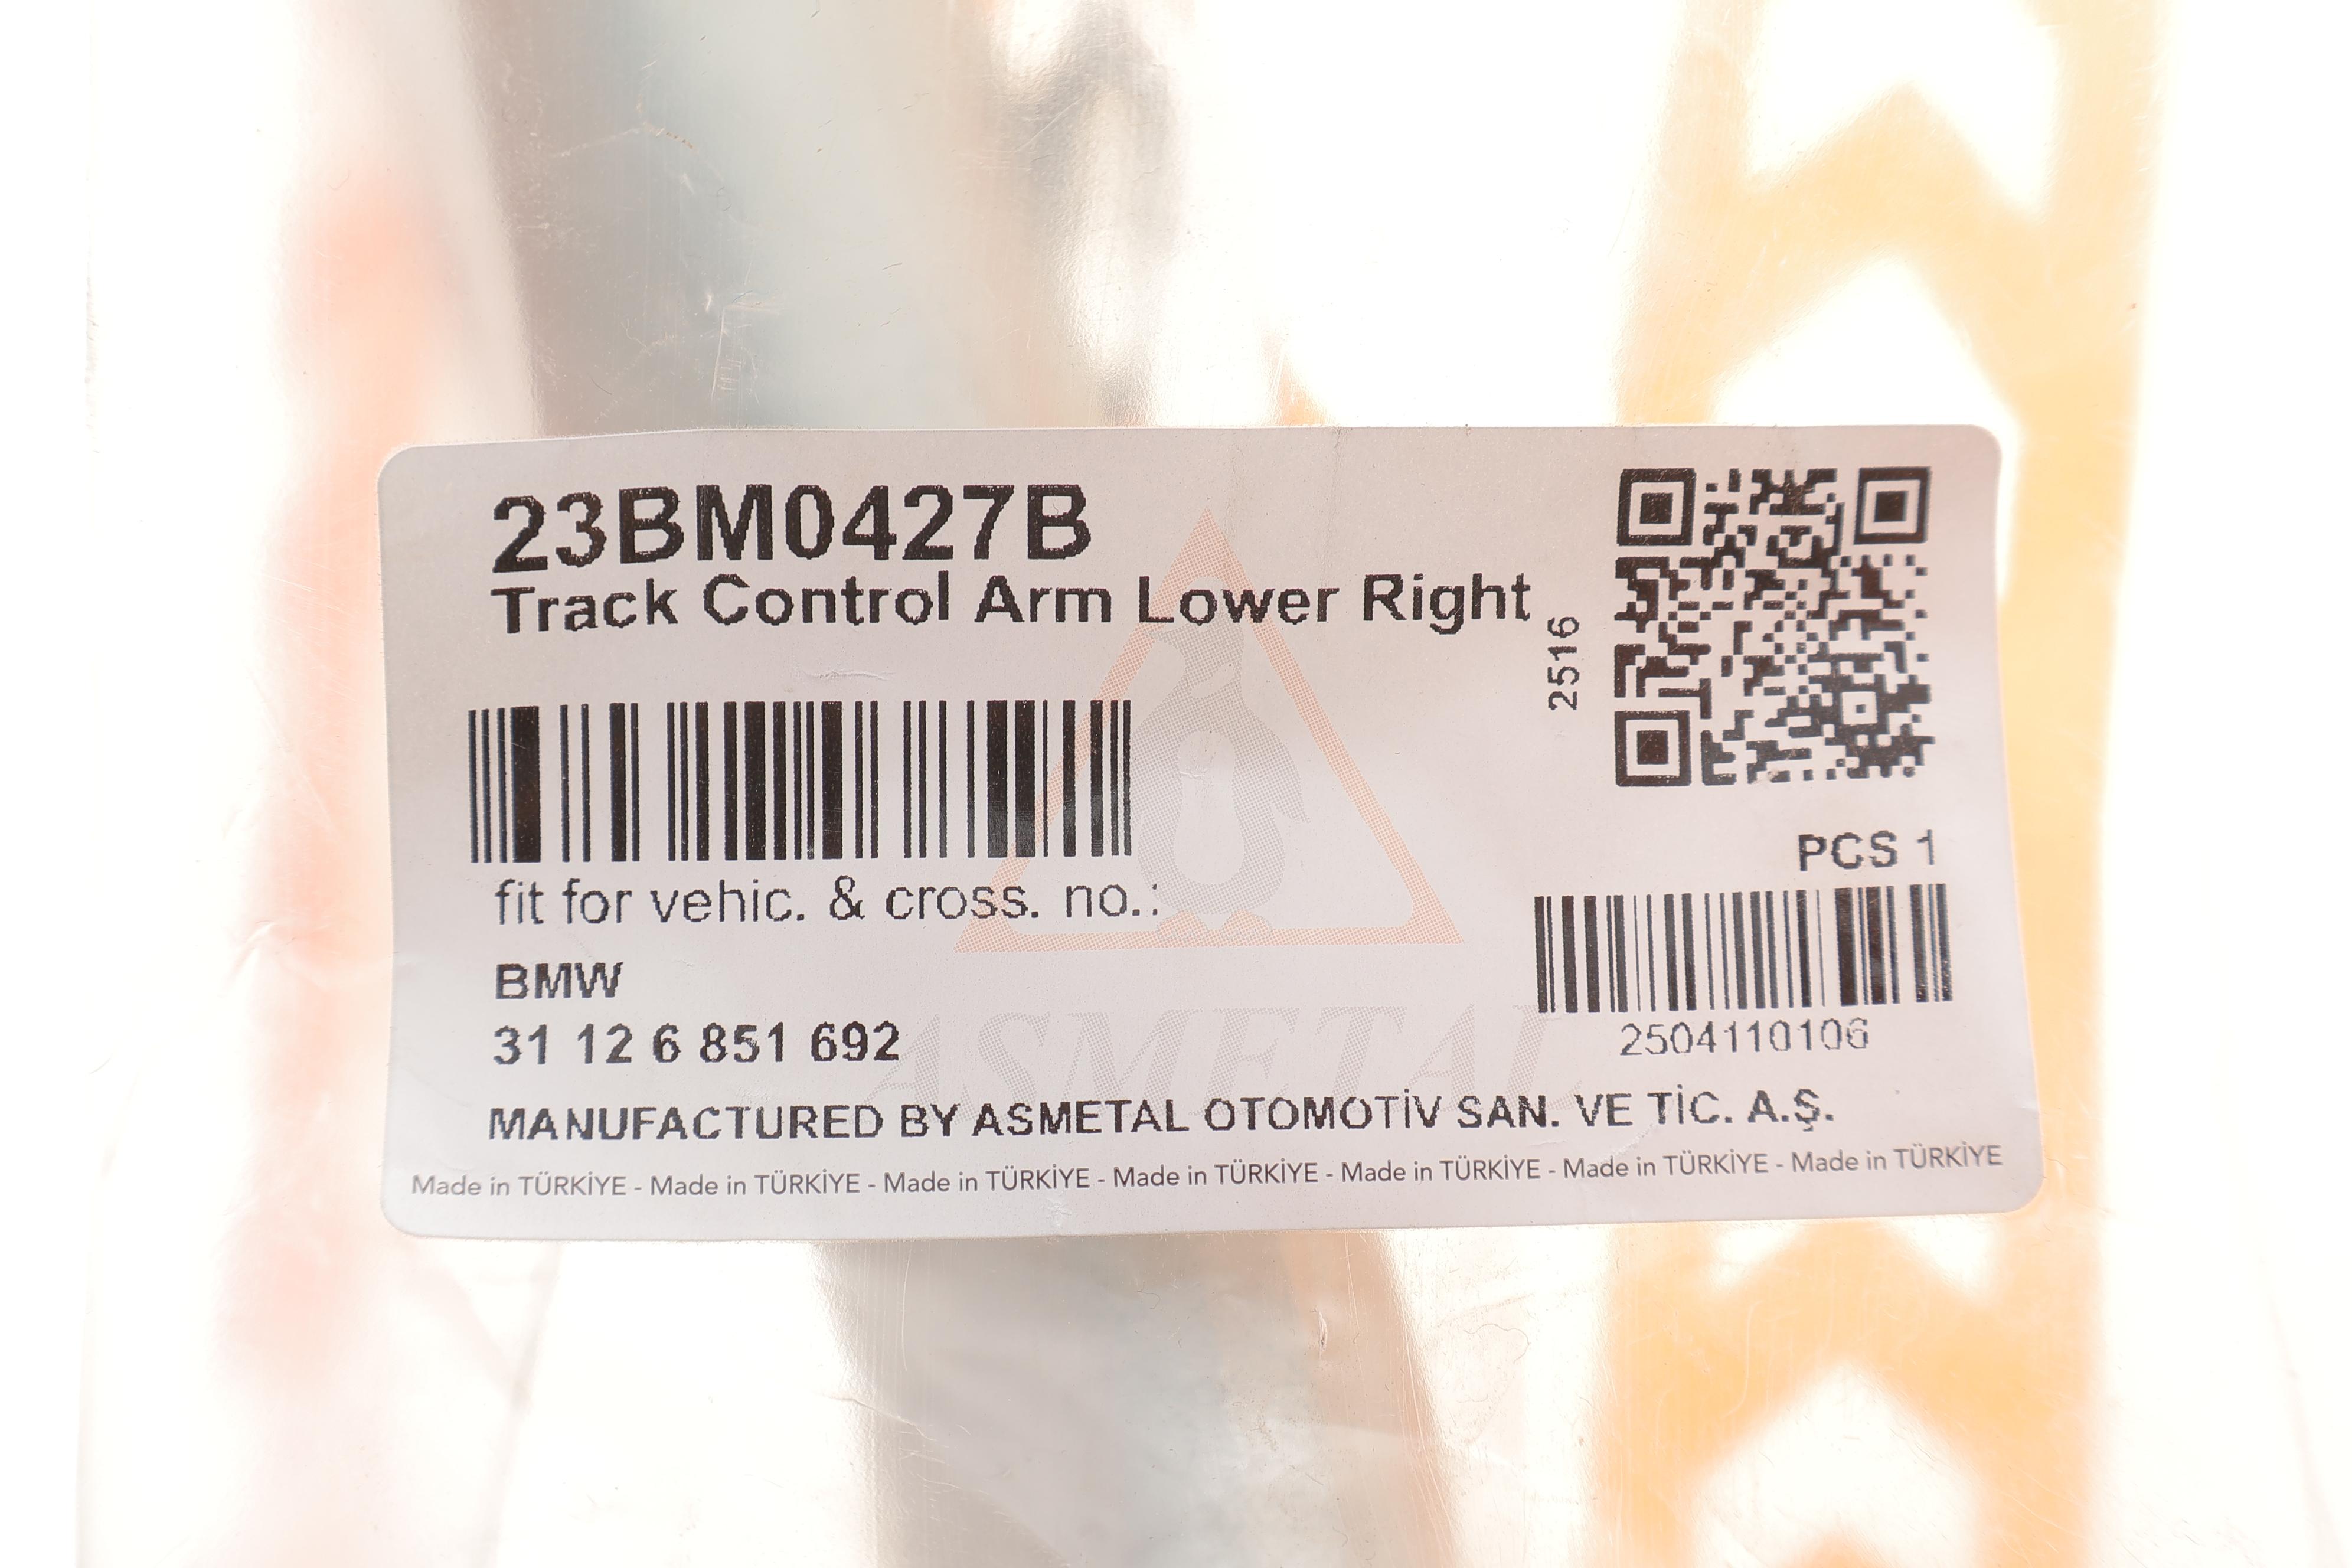 23BM0427B
Track Control Arm Lower Right
2516
PCS 1
fit for vehic. & cross. no.:
BMW
31 12 6 851 692
2504110106
ASMETAL
MANUFACTURED BY ASMETAL OTOMOTİV SAN. VE TİC. A.Ş.
Made in TÜRKİYE - Made in TÜRKİYE - Made in TÜRKİYE - Made in TÜRKİYE - Made in TÜRKİYE - Made in TÜRKİYE - Made in TÜRKİYE